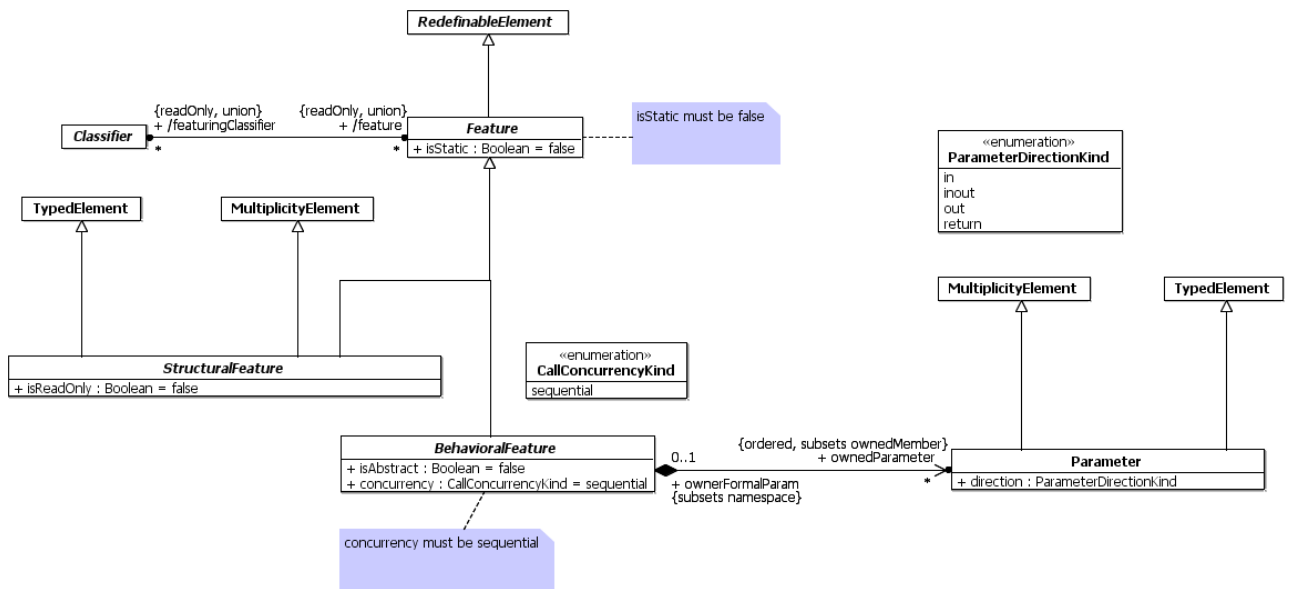 RedefinableElement
{readOnly, union}
+ /featuringClassifier
*
{readOnly, union}
+ /feature
*
Classifier
Feature
+ isStatic : Boolean = false
isStatic must be false
«enumeration»
ParameterDirectionKind
in
inout
out
return
TypedElement
MultiplicityElement
MultiplicityElement
TypedElement
StructuralFeature
+ isReadOnly : Boolean = false
«enumeration»
CallConcurrencyKind
sequential
BehavioralFeature
+ isAbstract : Boolean = false
+ concurrency : CallConcurrencyKind = sequential
0..1
+ ownerFormalParam
{subsets namespace}
{ordered, subsets ownedMember}
+ ownedParameter
*
Parameter
+ direction : ParameterDirectionKind
concurrency must be sequential